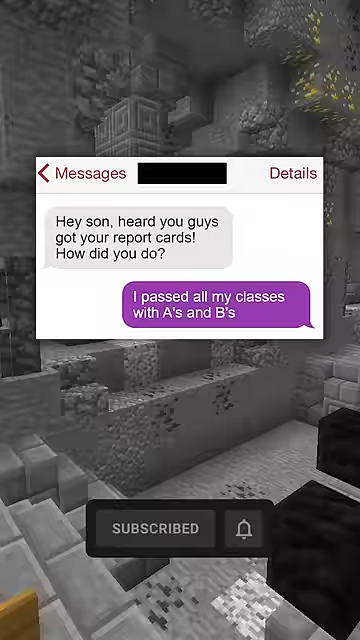 Messages
Details
Hey son, heard you guys
got your report cards!
How did you do?
I passed all my classes
with A's and B's
SUBSCRIBED